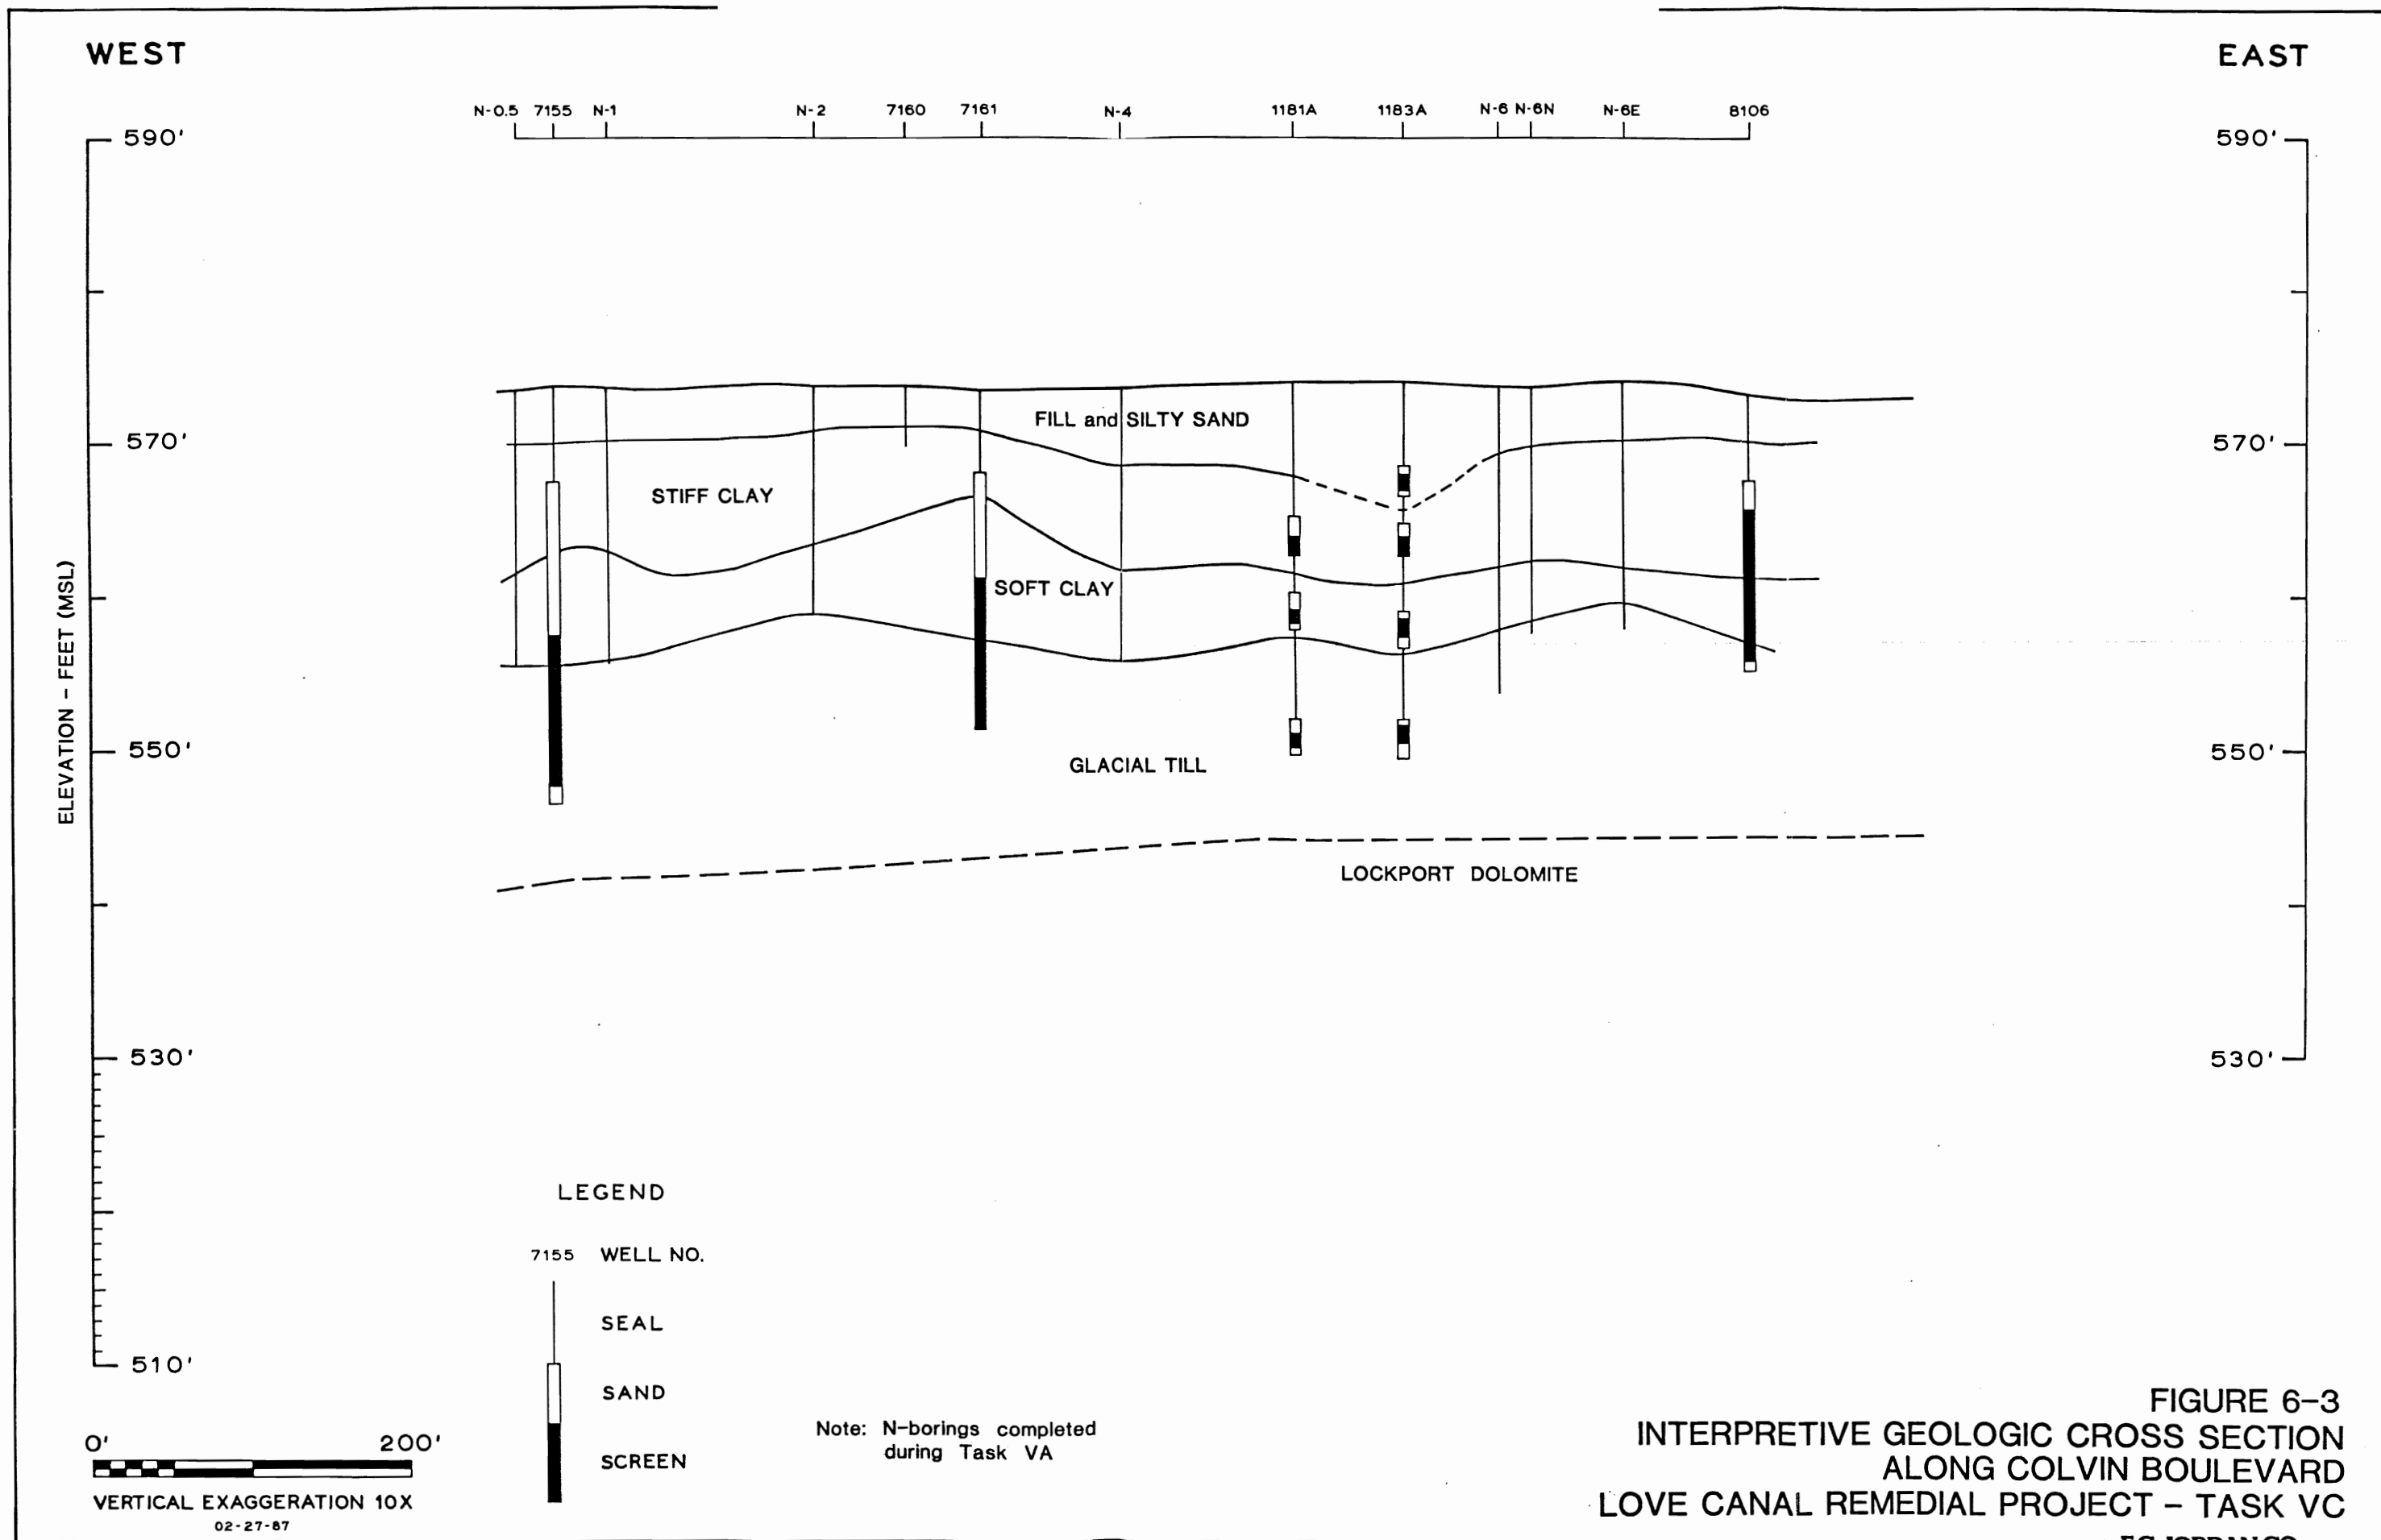 WEST
EAST
N-0.5 7155 N-1 N-2 7160 7161 N-4 1181A 1183A N-6 N-6N N-6E 8106
590' 590'
FILL and SILTY SAND
570' 570'
STIFF CLAY
SOFT CLAY
ELEVATION - FEET (MSL)
550' 550'
GLACIAL TILL
LOCKPORT DOLOMITE
530' 530'
LEGEND
7155 WELL NO.
SEAL
510'
SAND
SCREEN
Note: N-borings completed
during Task VA
0' 200'
VERTICAL EXAGGERATION 10X
02-27-87
FIGURE 6-3
INTERPRETIVE GEOLOGIC CROSS SECTION
ALONG COLVIN BOULEVARD
LOVE CANAL REMEDIAL PROJECT - TASK VC